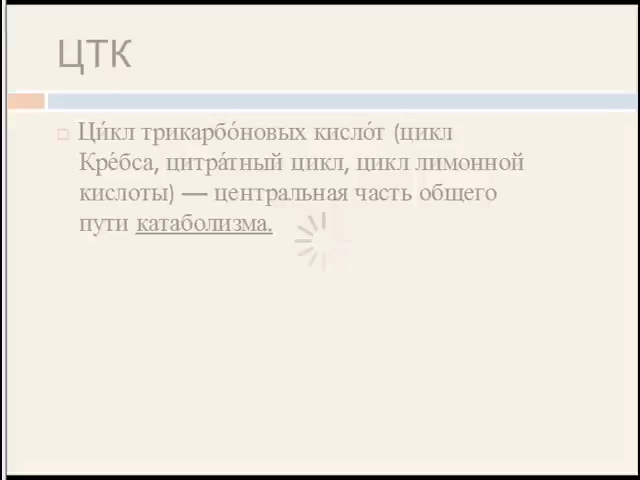 ЦТК
Ци́кл трикарбо́новых кисло́т (цикл
Кре́бса, цитра́тный цикл, цикл лимонной
кислоты) — центральная часть общего
пути катаболизма.